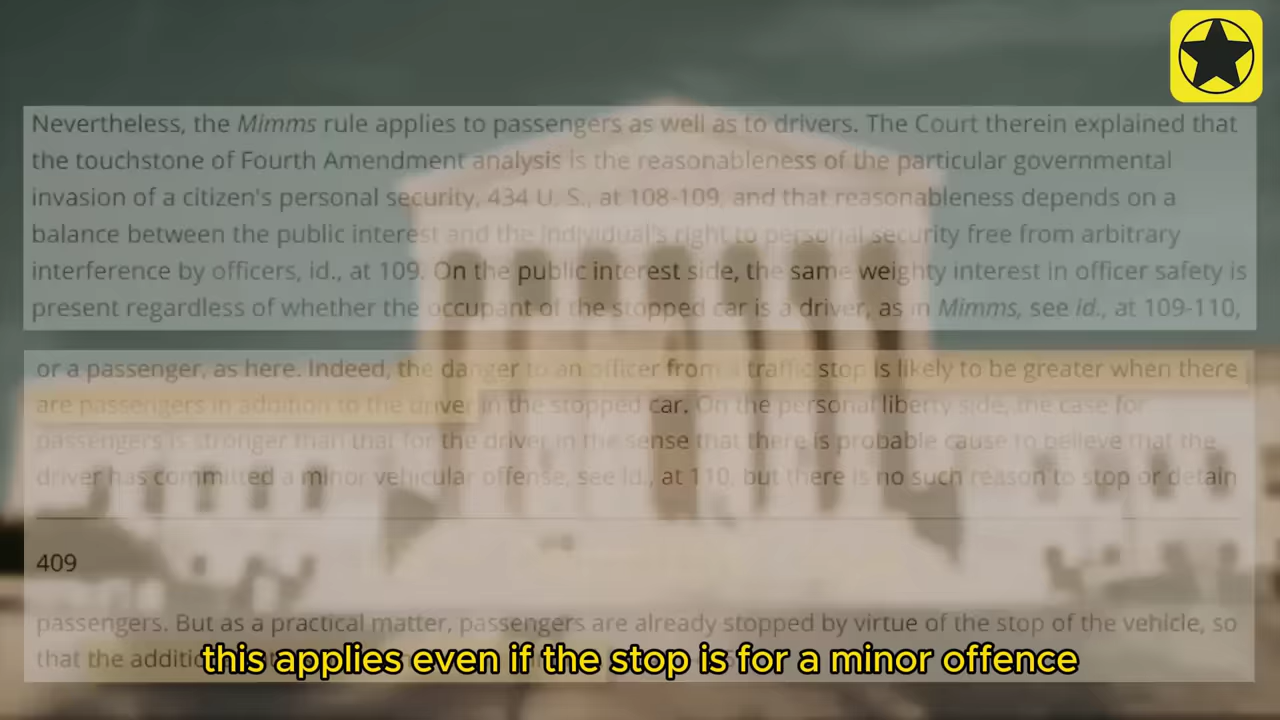 Nevertheless, the Mimms rule applies to passengers as well as to drivers. The Court therein explained that
the touchstone of Fourth Amendment analysis is the reasonableness of the particular governmental
invasion of a citizen's personal security, 434 U. S., at 108-109, and that reasonableness depends on a
balance between the public interest and the individual's right to personal security free from arbitrary
interference by officers, id., at 109. On the public interest side, the same weighty interest in officer safety is
present regardless of whether the occupant of the stopped car is a driver, as in Mimms, see id., at 109-110,
or a passenger, as here. Indeed, the danger to an officer from a traffic stop is likely to be greater when there
are passengers in addition to the driver in the stopped car. On the personal liberty side, the case for
passengers is stronger than that for the driver in the sense that there is probable cause to believe that the
driver has committed a minor vehicular offense, see id., at 110, but there is no such reason to stop or detain
409
passengers. But as a practical matter, passengers are already stopped by virtue of the stop of the vehicle, so
that the
this applies even if the stop is for a minor offence